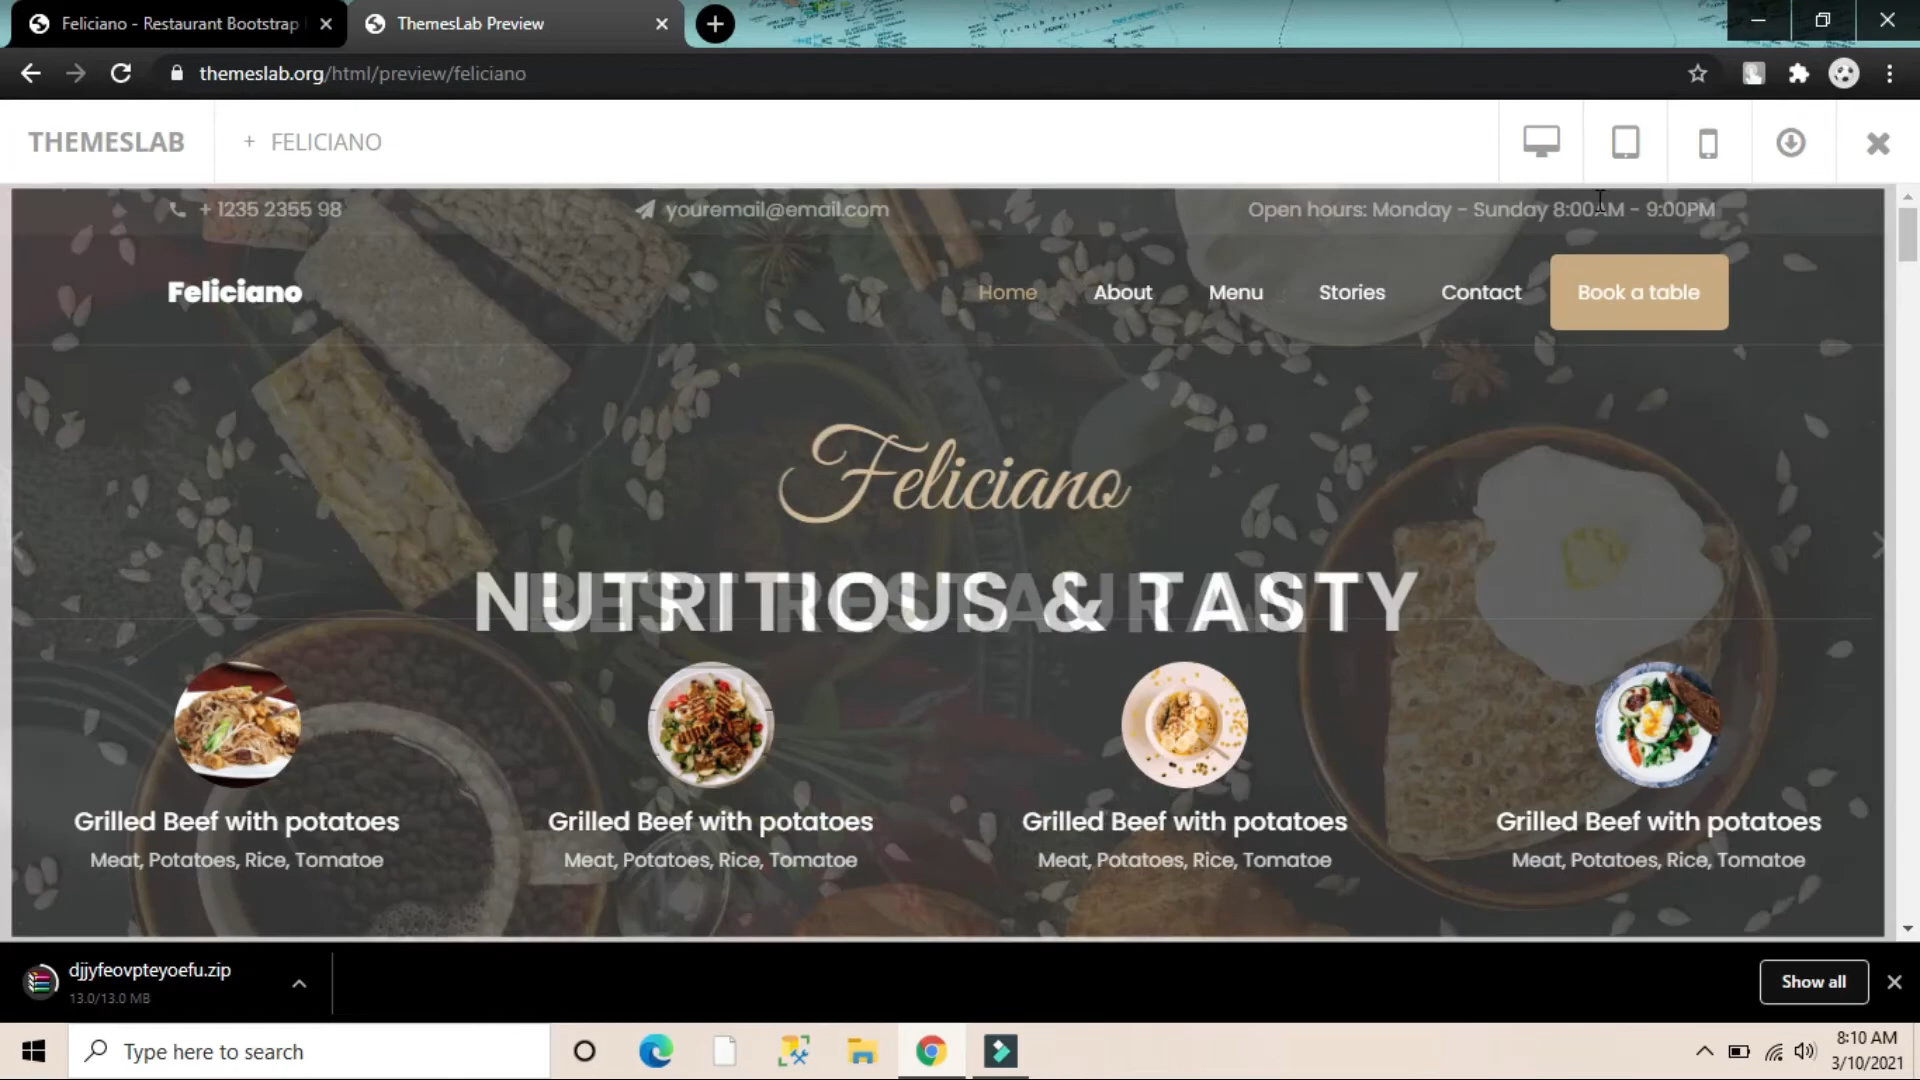 Feliciano - Restaurant Bootstrap
ThemesLab Preview
themeslab.org/html/preview/feliciano
THEMESLAB
+ FELICIANO
+ 1235 2355 98
youremail@email.com
Open hours: Monday - Sunday 8:00AM - 9:00PM
Feliciano
Home
About
Menu
Stories
Contact
Book a table
Feliciano
NUTRITIOUS & TASTY
BEST RESTAURANT
Grilled Beef with potatoes
Meat, Potatoes, Rice, Tomatoe
Grilled Beef with potatoes
Meat, Potatoes, Rice, Tomatoe
Grilled Beef with potatoes
Meat, Potatoes, Rice, Tomatoe
Grilled Beef with potatoes
Meat, Potatoes, Rice, Tomatoe
djjyfeovpteyoefu.zip
13.0/13.0 MB
Show all
Type here to search
8:10 AM
3/10/2021